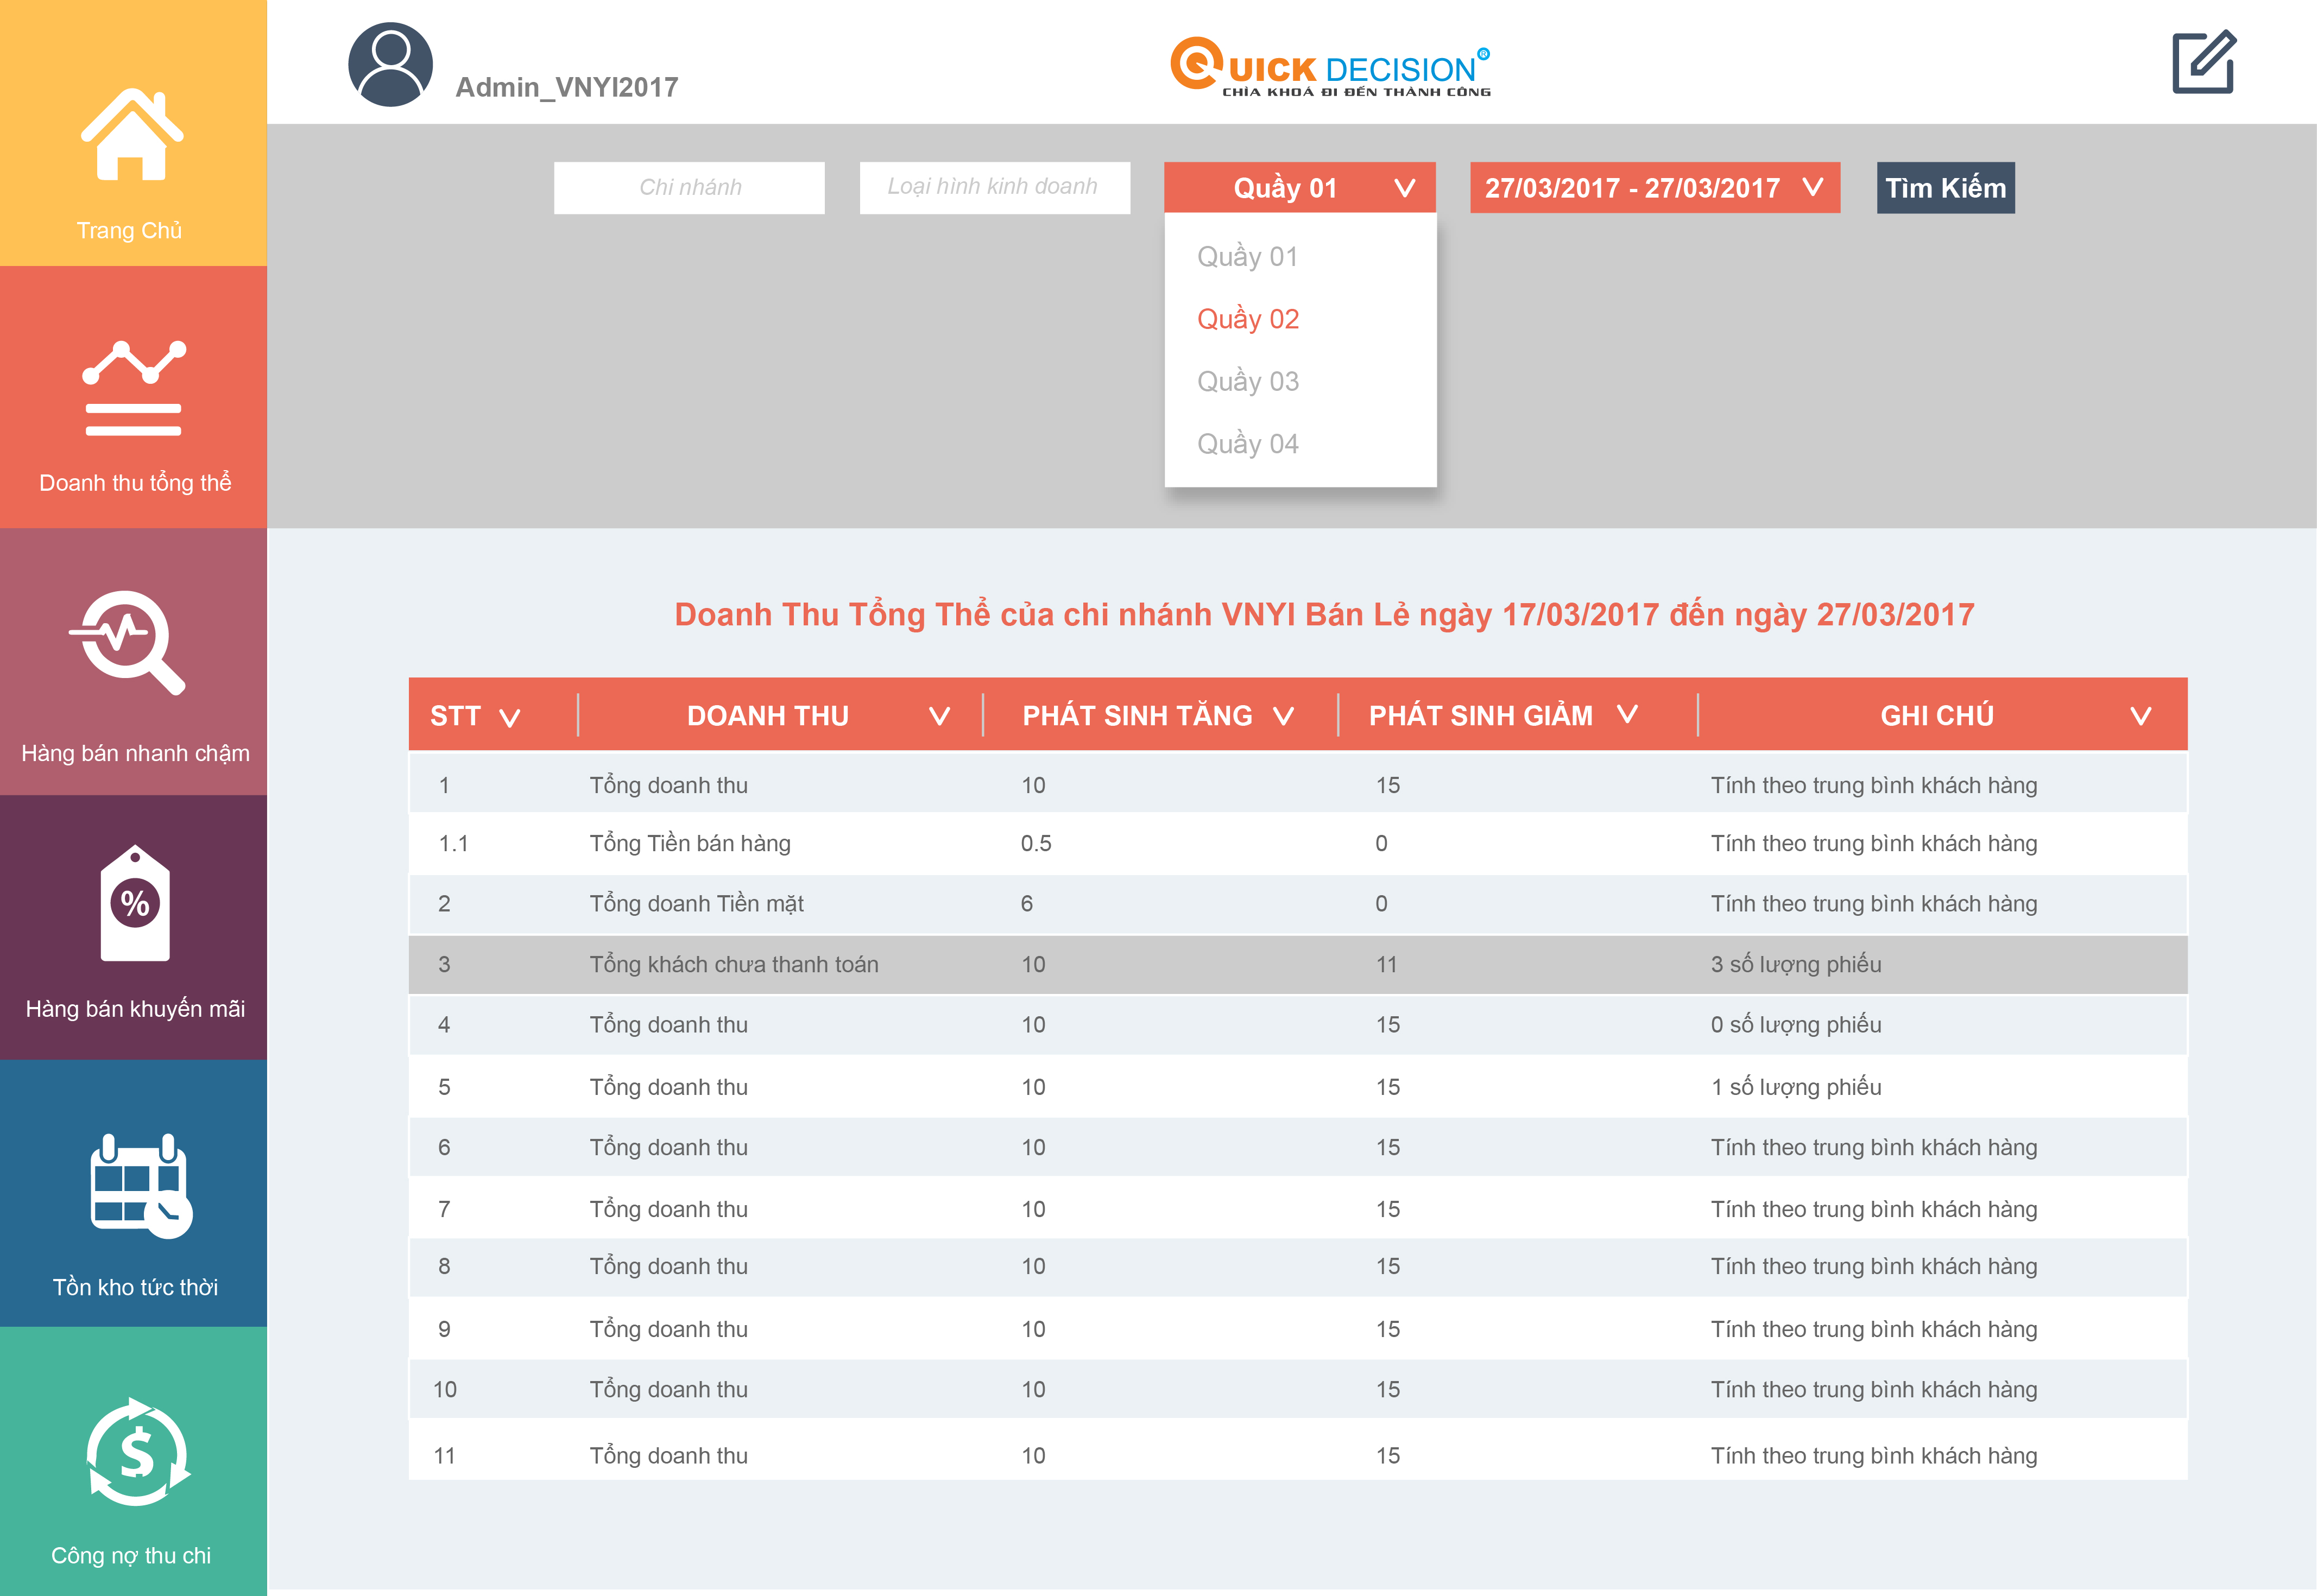 Admin_VNYI2017
QUICK DECISION®
CHÌA KHOÁ ĐI ĐẾN THÀNH CÔNG
Chi nhánh
Loại hình kinh doanh
Quầy 01
27/03/2017 - 27/03/2017
Tìm Kiếm
Quầy 01
Quầy 02
Quầy 03
Quầy 04
Trang Chủ
Doanh thu tổng thể
Hàng bán nhanh chậm
%
Hàng bán khuyến mãi
Tồn kho tức thời
$
Công nợ thu chi
Doanh Thu Tổng Thể của chi nhánh VNYI Bán Lẻ ngày 17/03/2017 đến ngày 27/03/2017
STT DOANH THU PHÁT SINH TĂNG PHÁT SINH GIẢM GHI CHÚ
1 Tổng doanh thu 10 15 Tính theo trung bình khách hàng
1.1 Tổng Tiền bán hàng 0.5 0 Tính theo trung bình khách hàng
2 Tổng doanh Tiền mặt 6 0 Tính theo trung bình khách hàng
3 Tổng khách chưa thanh toán 10 11 3 số lượng phiếu
4 Tổng doanh thu 10 15 0 số lượng phiếu
5 Tổng doanh thu 10 15 1 số lượng phiếu
6 Tổng doanh thu 10 15 Tính theo trung bình khách hàng
7 Tổng doanh thu 10 15 Tính theo trung bình khách hàng
8 Tổng doanh thu 10 15 Tính theo trung bình khách hàng
9 Tổng doanh thu 10 15 Tính theo trung bình khách hàng
10 Tổng doanh thu 10 15 Tính theo trung bình khách hàng
11 Tổng doanh thu 10 15 Tính theo trung bình khách hàng